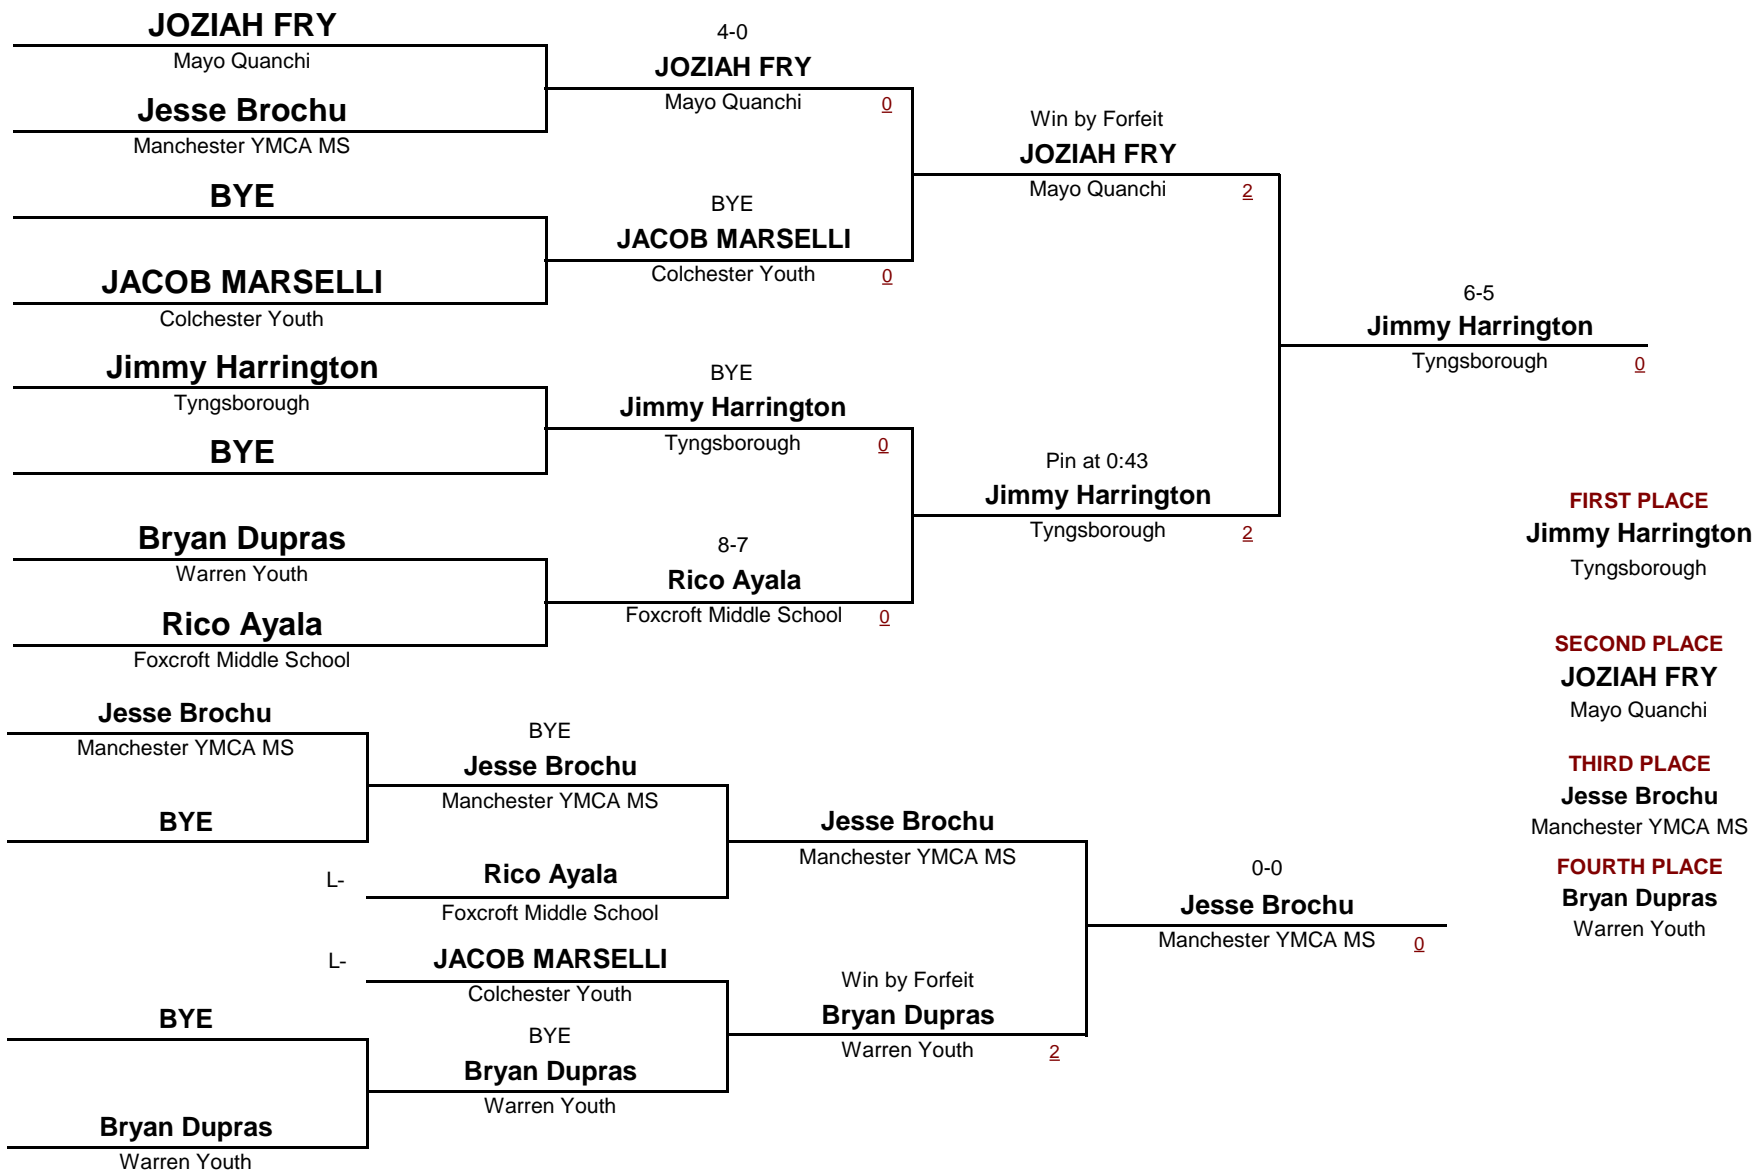 JOZIAH FRY
Mayo Quanchi
Jesse Brochu
Manchester YMCA MS
BYE
JACOB MARSELLI
Colchester Youth
Jimmy Harrington
Tyngsborough
BYE
Bryan Dupras
Warren Youth
Rico Ayala
Foxcroft Middle School
4-0
JOZIAH FRY
Mayo Quanchi 0
BYE
JACOB MARSELLI
Colchester Youth 0
BYE
Jimmy Harrington
Tyngsborough 0
8-7
Rico Ayala
Foxcroft Middle School 0
Win by Forfeit
JOZIAH FRY
Mayo Quanchi 2
Pin at 0:43
Jimmy Harrington
Tyngsborough 2
6-5
Jimmy Harrington
Tyngsborough 0
FIRST PLACE
Jimmy Harrington
Tyngsborough
SECOND PLACE
JOZIAH FRY
Mayo Quanchi
THIRD PLACE
Jesse Brochu
Manchester YMCA MS
FOURTH PLACE
Bryan Dupras
Warren Youth
Jesse Brochu
Manchester YMCA MS
BYE
BYE
Bryan Dupras
Warren Youth
BYE
Jesse Brochu
Manchester YMCA MS
L- Rico Ayala
Foxcroft Middle School
L- JACOB MARSELLI
Colchester Youth
BYE
Bryan Dupras
Warren Youth
Jesse Brochu
Manchester YMCA MS
Win by Forfeit
Bryan Dupras
Warren Youth 2
0-0
Jesse Brochu
Manchester YMCA MS 0